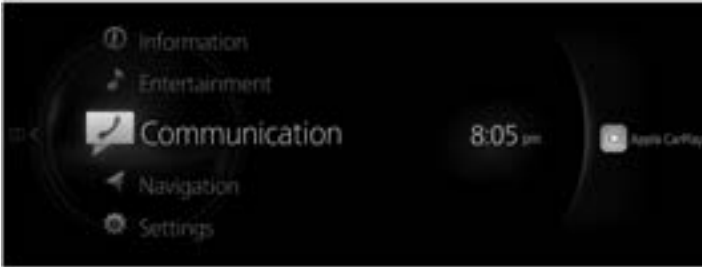 Information
Entertainment
Communication
8:05 pm
Apple CarPlay
Navigation
Settings